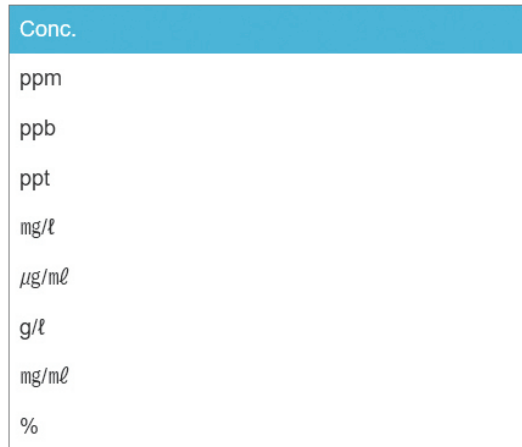 Conc.
ppm
ppb
ppt
㎎/ℓ
㎍/㎖
g/ℓ
㎎/㎖
%